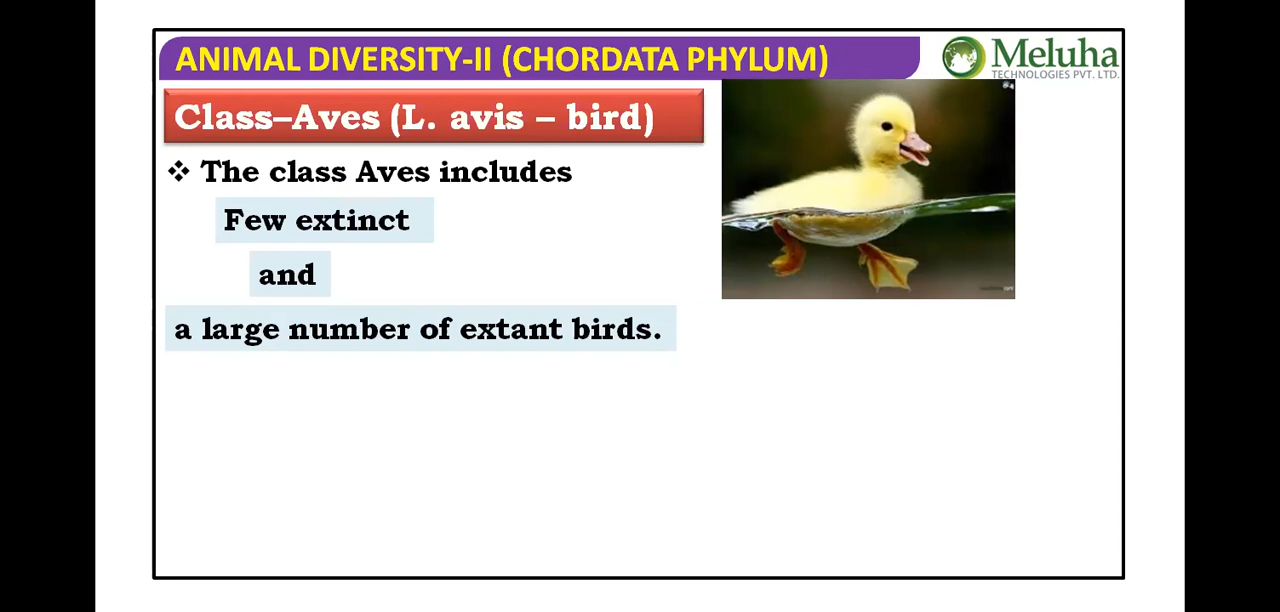 ANIMAL DIVERSITY-II (CHORDATA PHYLUM)
Meluha
TECHNOLOGIES PVT. LTD.
Class–Aves (L. avis – bird)
❖ The class Aves includes
Few extinct
and
a large number of extant birds.